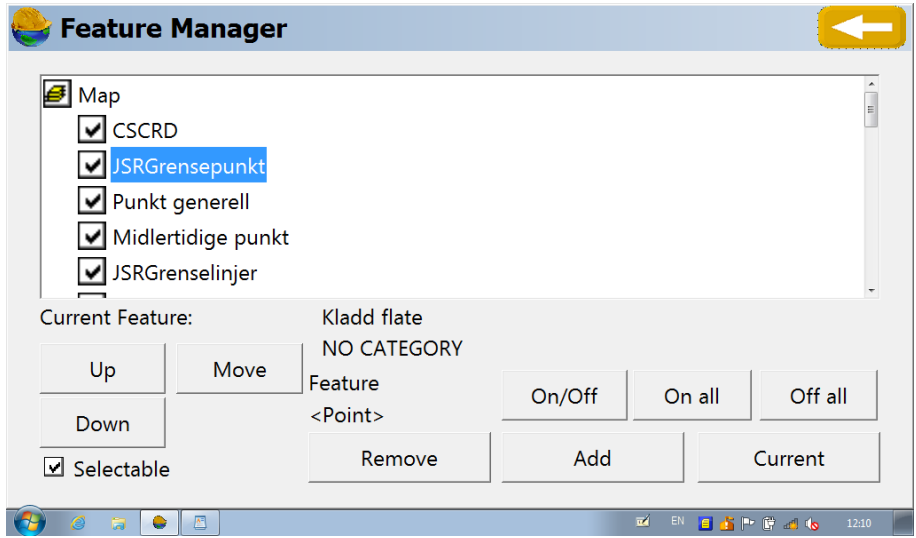 Feature Manager
Map
CSCRD
JSRGrensepunkt
Punkt generell
Midlertidige punkt
JSRGrenselinjer
Current Feature:
Kladd flate
NO CATEGORY
Up
Move
Feature
<Point>
On/Off
On all
Off all
Down
Selectable
Remove
Add
Current
EN
12:10